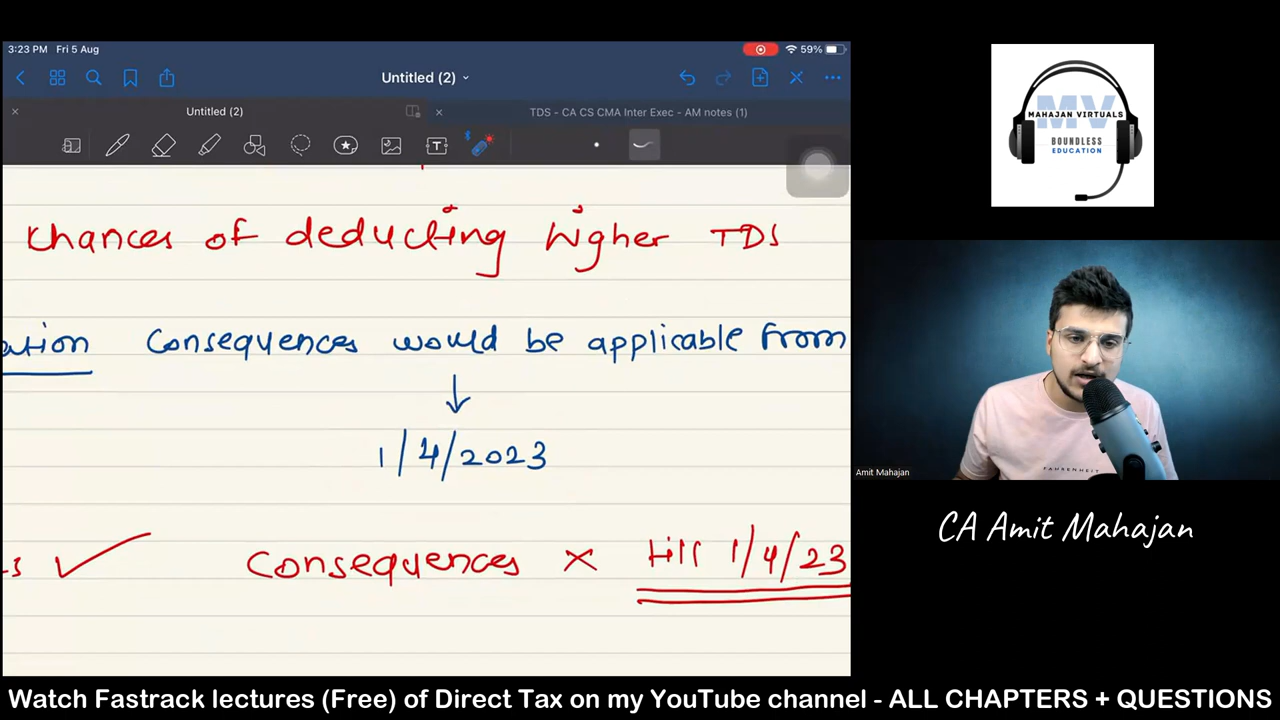 3:23 PM Fri 5 Aug
59%
Untitled (2)
Untitled (2)
TDS - CA CS CMA Inter Exec - AM notes (1)
Chances of deducting higher TDS
ation Consequences would be applicable from
1/4/2023
s ✓ Consequences × till 1/4/23
MV
MAHAJAN VIRTUALS
BOUNDLESS
EDUCATION
FAHRENHEIT
Amit Mahajan
CA Amit Mahajan
Watch Fastrack lectures (Free) of Direct Tax on my YouTube channel - ALL CHAPTERS + QUESTIONS